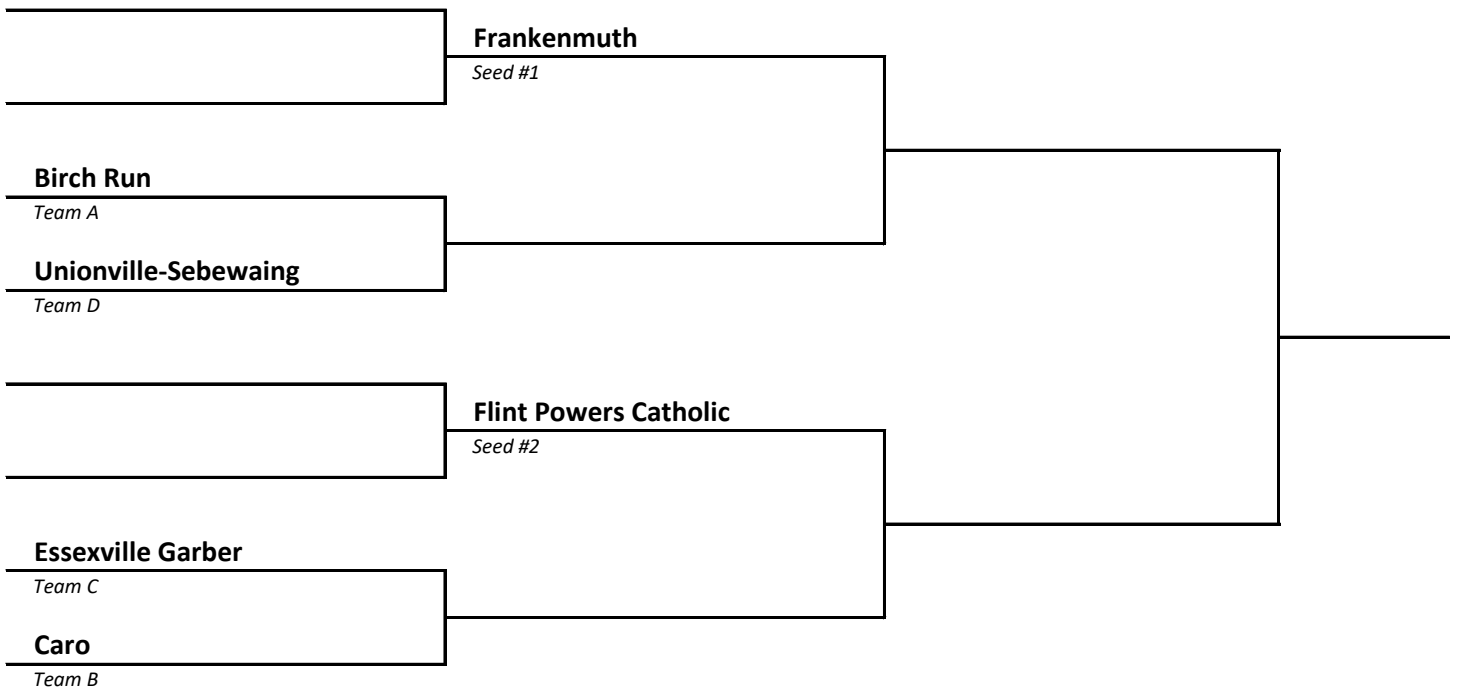 Frankenmuth
Seed #1
Birch Run
Team A
Unionville-Sebewaing
Team D
Flint Powers Catholic
Seed #2
Essexville Garber
Team C
Caro
Team B